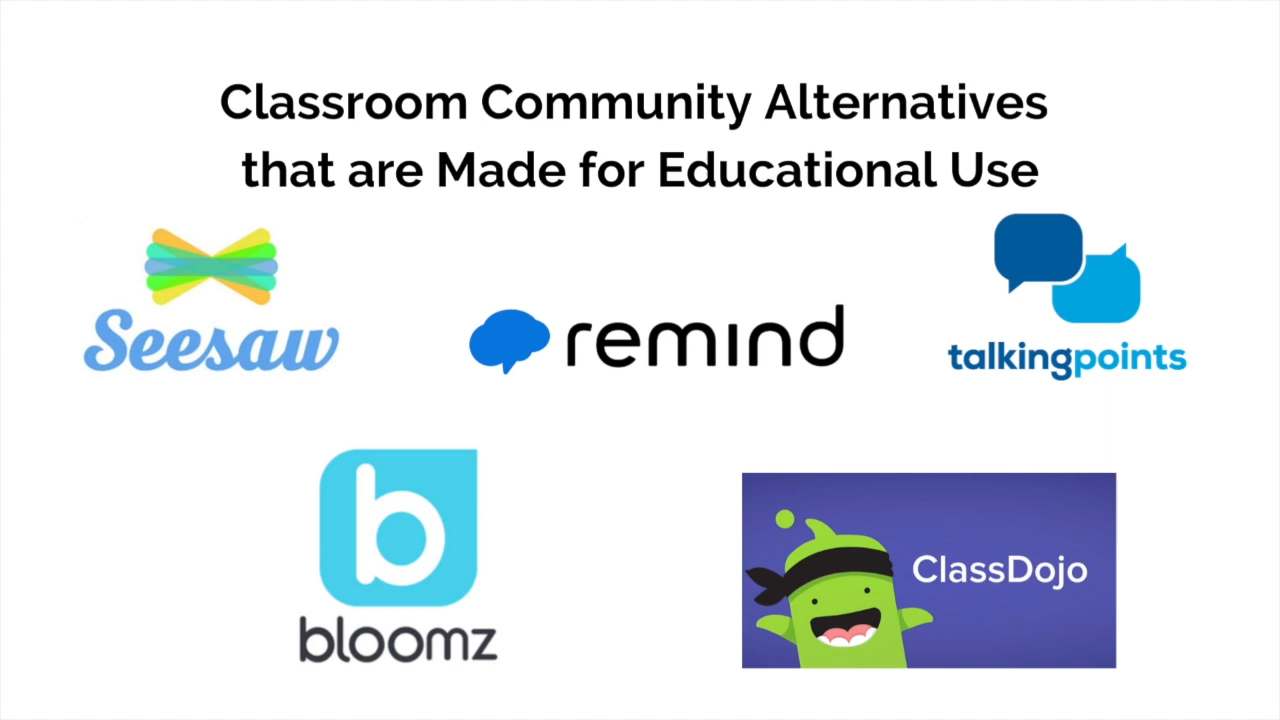 Classroom Community Alternatives
that are Made for Educational Use
Seesaw
remind
talkingpoints
bloomz
ClassDojo